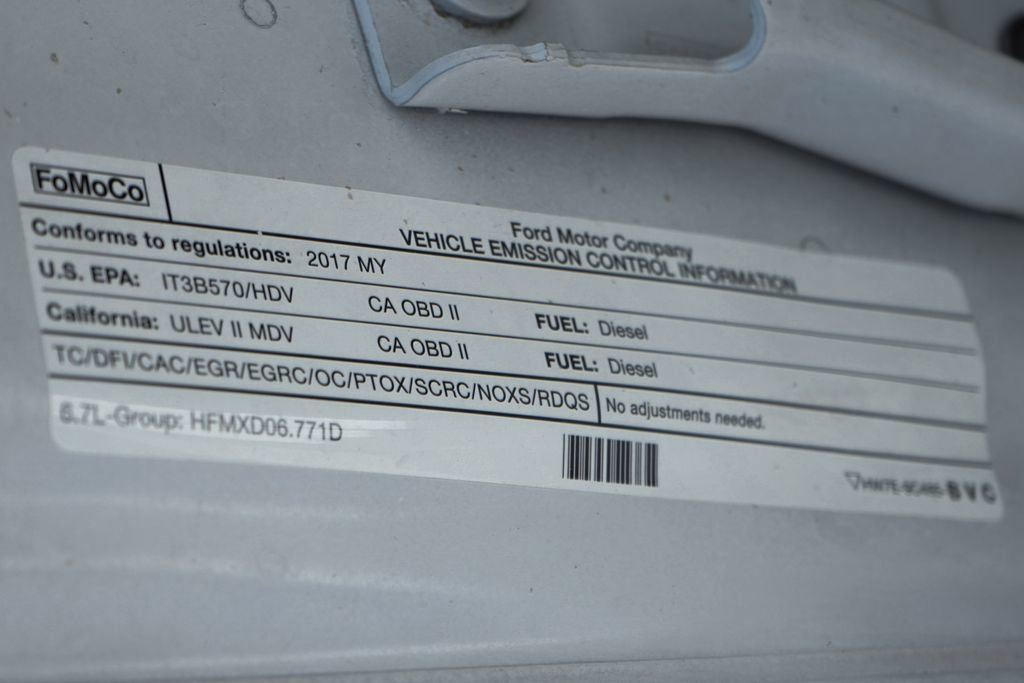 FoMoCo
Ford Motor Company
VEHICLE EMISSION CONTROL INFORMATION
Conforms to regulations: 2017 MY
U.S. EPA: IT3B570/HDV CA OBD II FUEL: Diesel
California: ULEV II MDV CA OBD II FUEL: Diesel
TC/DFI/CAC/EGR/EGRC/OC/PTOX/SCRC/NOXS/RDQS No adjustments needed.
6.7L-Group: HFMXD06.771D
BVC